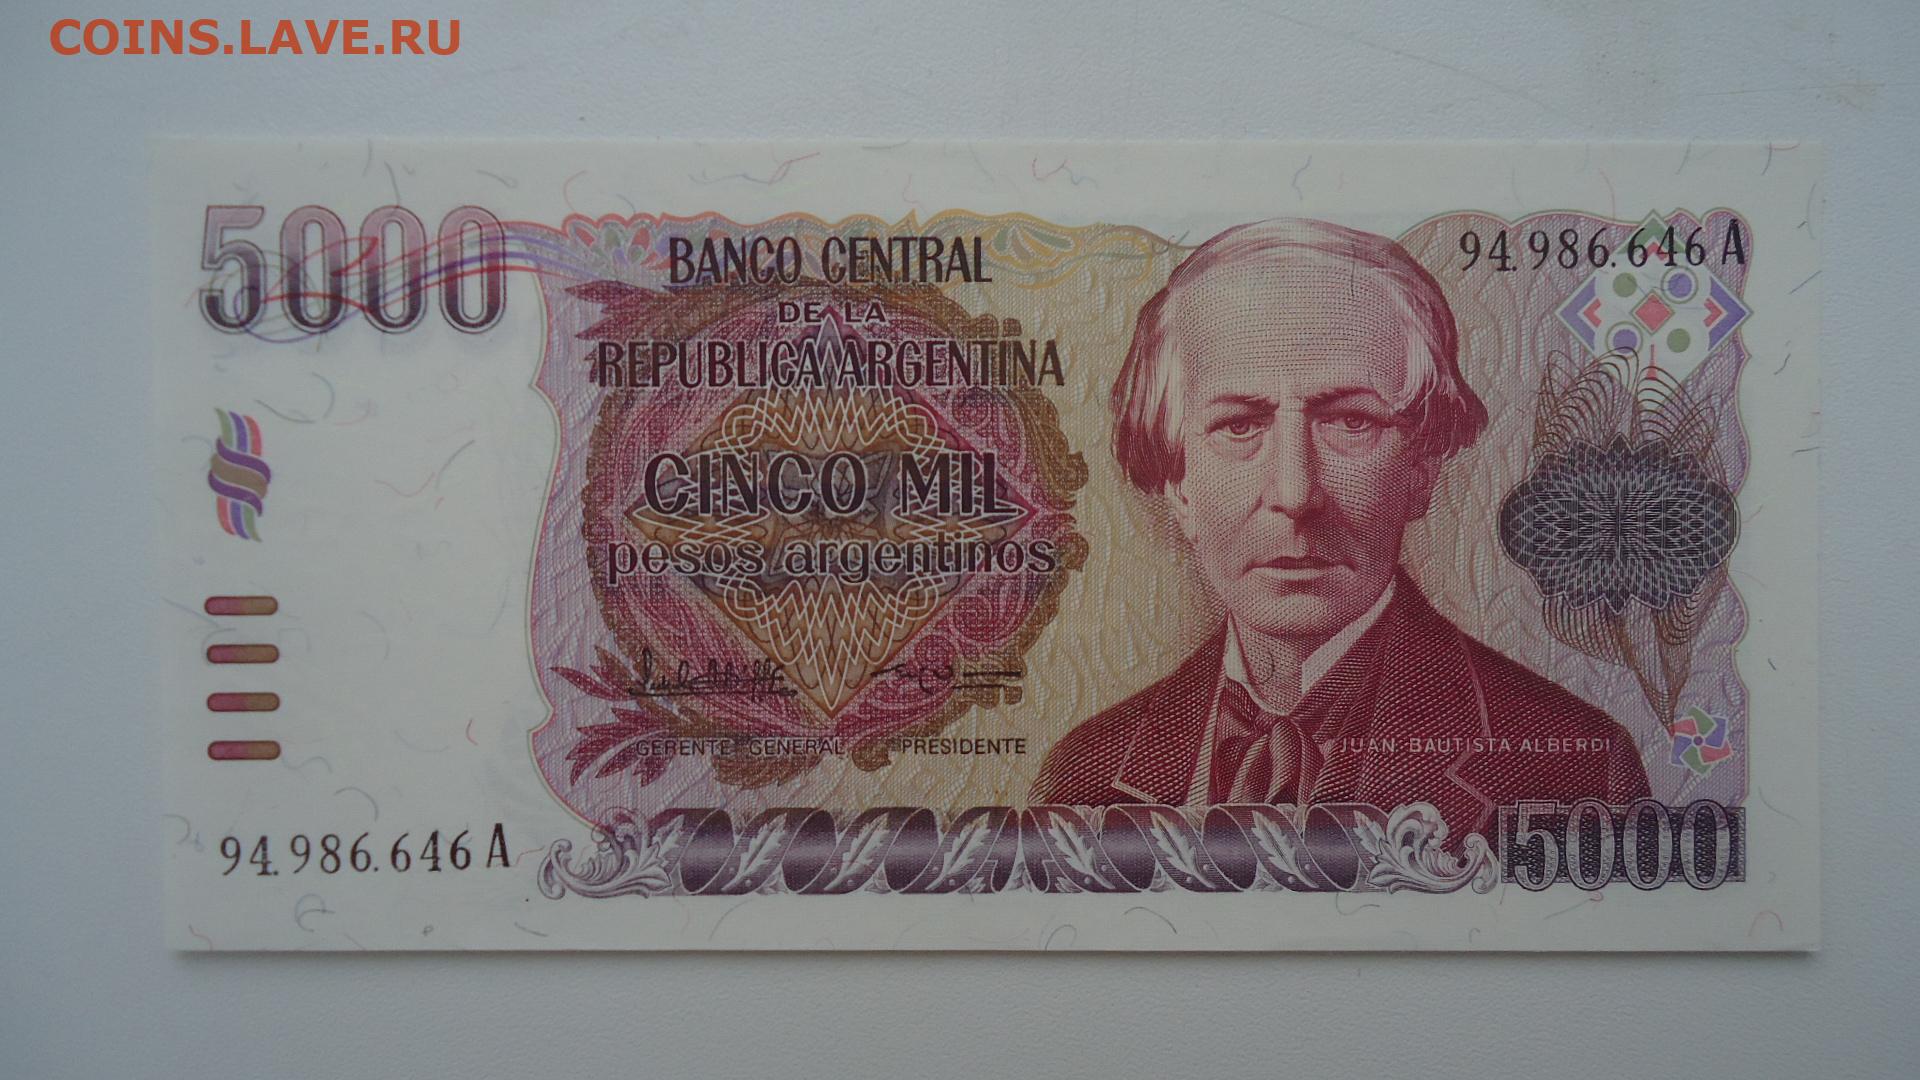 COINS.LAVE.RU
5000
BANCO CENTRAL
DE LA
REPUBLICA ARGENTINA
94.986.646 A
CINCO MIL
pesos argentinos
GERENTE GENERAL PRESIDENTE
JUAN BAUTISTA ALBERDI
94.986.646 A
5000